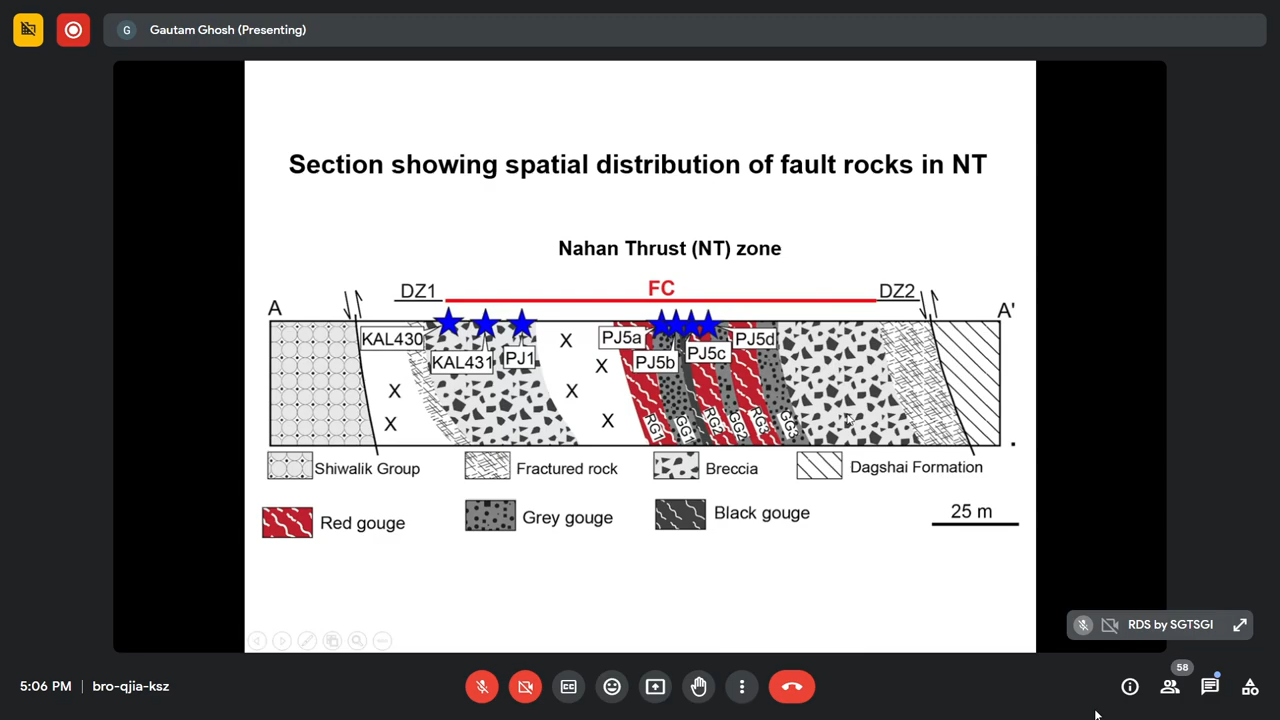 G Gautam Ghosh (Presenting)
Section showing spatial distribution of fault rocks in NT
Nahan Thrust (NT) zone
DZ1 FC DZ2
A A'
KAL430 PJ5a PJ5d
KAL431 PJ1 PJ5b PJ5c
X X
X X
X X
RG1 GG1 RG2 GG2 RG3 GG3
Shiwalik Group Fractured rock Breccia Dagshai Formation
Red gouge Grey gouge Black gouge
25 m
RDS by SGTSGI
58
5:06 PM bro-qjia-ksz